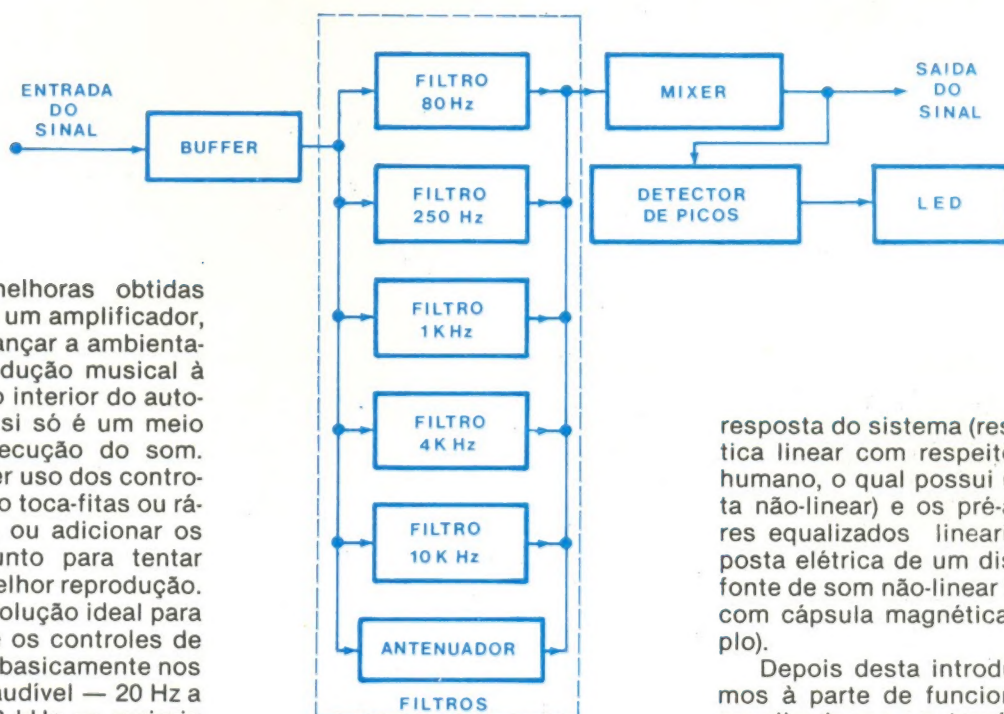 ENTRADA
DO
SINAL
BUFFER
FILTRO
80 Hz
FILTRO
250 Hz
FILTRO
1 K Hz
FILTRO
4 K Hz
FILTRO
10 K Hz
ANTENUADOR
FILTROS
MIXER
SAIDA
DO
SINAL
DETECTOR
DE PICOS
LED
melhoras obtidas
um amplificador,
ançar a ambienta-
dução musical à
o interior do auto-
si só é um meio
ecução do som.
er uso dos contro-
o toca-fitas ou rá-
ou adicionar os
unto para tentar
elhor reprodução.
olução ideal para
e os controles de
basicamente nos
audível — 20 Hz a
resposta do sistema (res
tica linear com respeito
humano, o qual possui
ta não-linear) e os pré-a
res equalizados lineari
posta elétrica de um dis
fonte de som não-linear
com cápsula magnética
plo).
Depois desta introdu
mos à parte de funcion